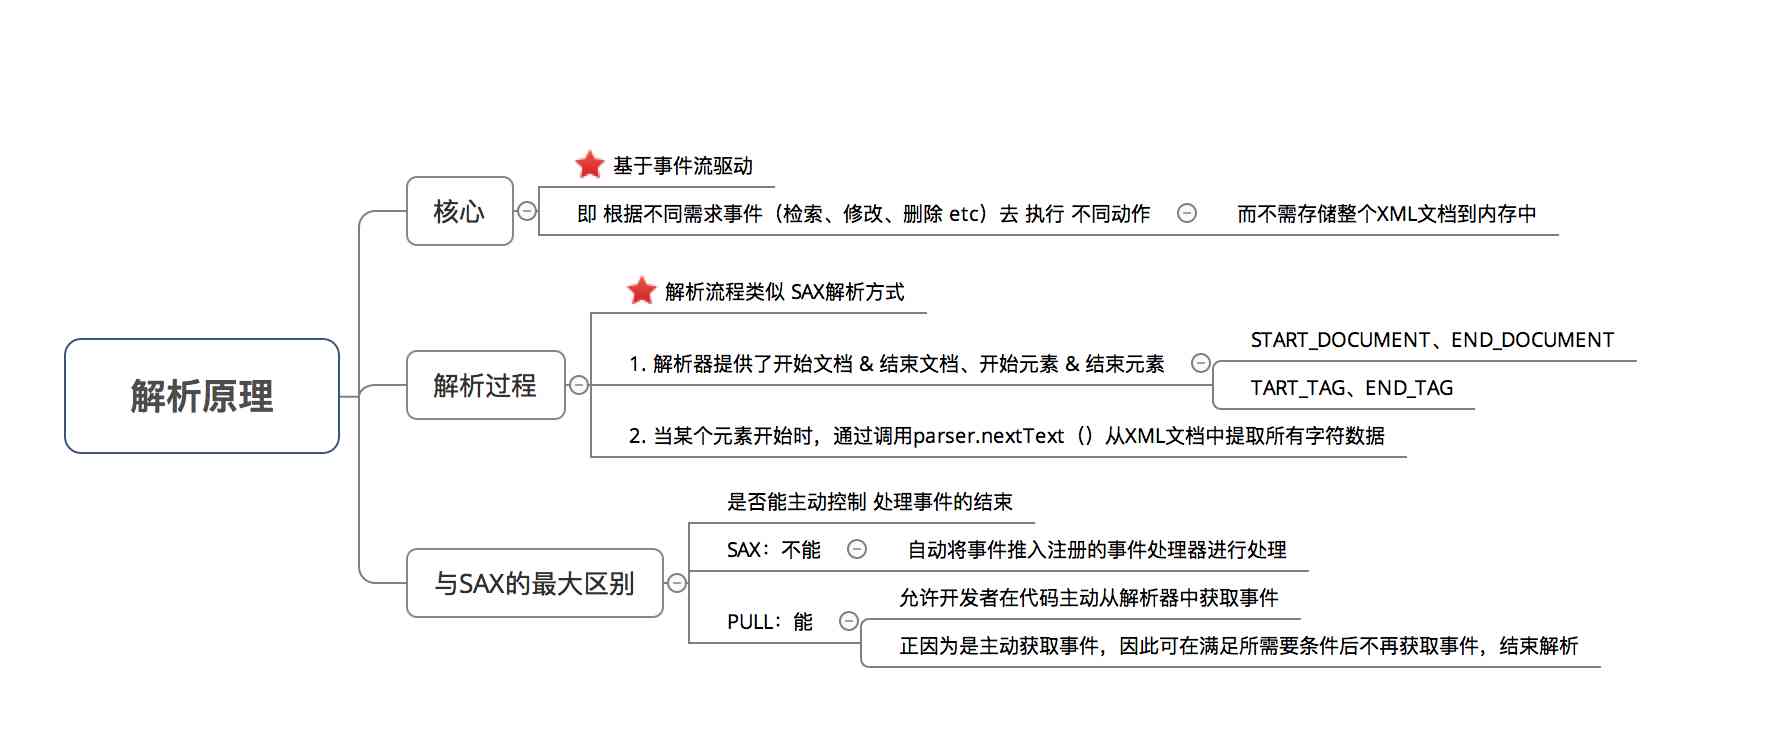 解析原理
核心
基于事件流驱动
即 根据不同需求事件（检索、修改、删除 etc）去 执行 不同动作
而不需存储整个XML文档到内存中
解析过程
解析流程类似 SAX解析方式
1. 解析器提供了开始文档 & 结束文档、开始元素 & 结束元素
START_DOCUMENT、END_DOCUMENT
TART_TAG、END_TAG
2. 当某个元素开始时，通过调用parser.nextText（）从XML文档中提取所有字符数据
与SAX的最大区别
是否能主动控制 处理事件的结束
SAX：不能
自动将事件推入注册的事件处理器进行处理
PULL：能
允许开发者在代码主动从解析器中获取事件
正因为是主动获取事件，因此可在满足所需要条件后不再获取事件，结束解析